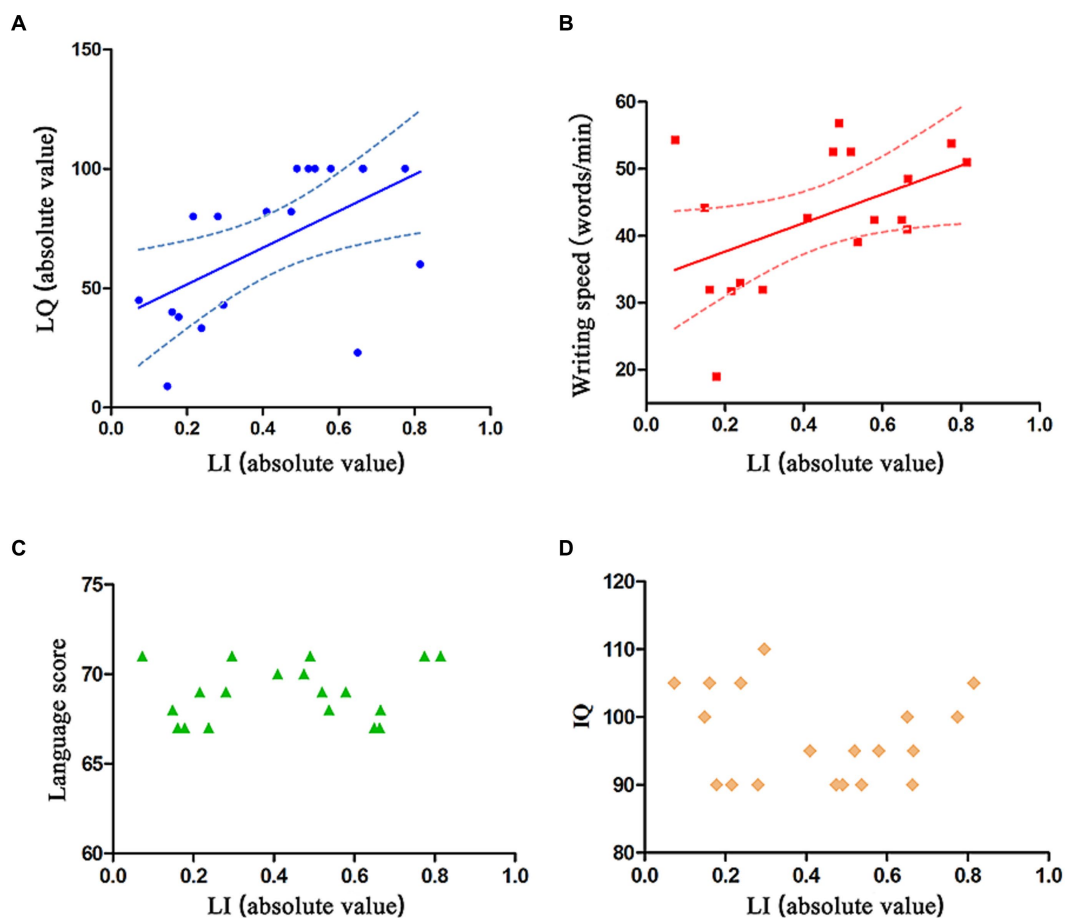 A
150
100
50
0
LQ (absolute value)
0.0 0.2 0.4 0.6 0.8 1.0
LI (absolute value)
B
60
50
40
30
20
Writing speed (words/min)
0.0 0.2 0.4 0.6 0.8 1.0
LI (absolute value)
C
75
70
65
60
Language score
0.0 0.2 0.4 0.6 0.8 1.0
LI (absolute value)
D
120
110
100
90
80
IQ
0.0 0.2 0.4 0.6 0.8 1.0
LI (absolute value)